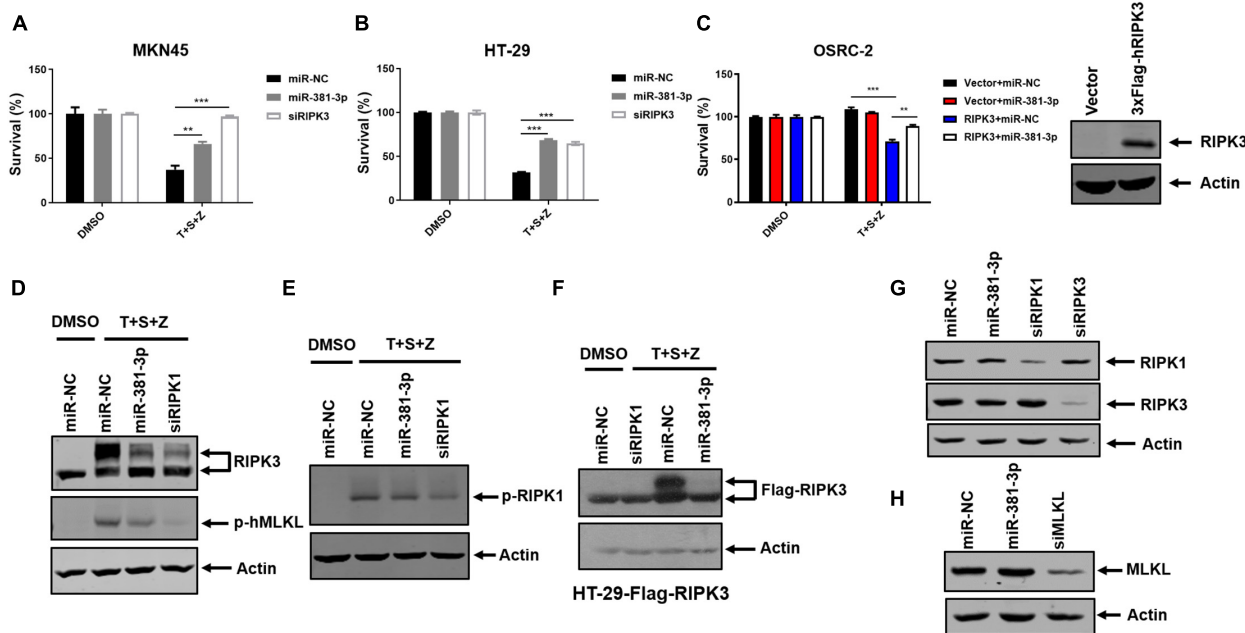 A
MKN45
Survival (%)
150
100
50
0
DMSO
T+S+Z
**
***
miR-NC
miR-381-3p
siRIPK3
B
HT-29
Survival (%)
150
100
50
0
DMSO
T+S+Z
***
***
miR-NC
miR-381-3p
siRIPK3
C
OSRC-2
Survival (%)
150
100
50
0
DMSO
T+S+Z
***
**
Vector+miR-NC
Vector+miR-381-3p
RIPK3+miR-NC
RIPK3+miR-381-3p
Vector
3xFlag-hRIPK3
RIPK3
Actin
D
DMSO
T+S+Z
miR-NC
miR-NC
miR-381-3p
siRIPK1
RIPK3
p-hMLKL
Actin
E
DMSO
T+S+Z
miR-NC
miR-NC
miR-381-3p
siRIPK1
p-RIPK1
Actin
F
DMSO
T+S+Z
miR-NC
siRIPK1
miR-NC
miR-381-3p
Flag-RIPK3
Actin
HT-29-Flag-RIPK3
G
miR-NC
miR-381-3p
siRIPK1
siRIPK3
RIPK1
RIPK3
Actin
H
miR-NC
miR-381-3p
siMLKL
MLKL
Actin